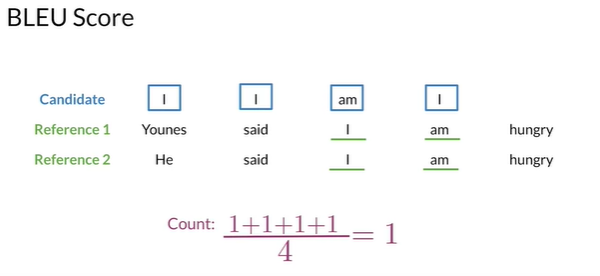 BLEU Score
Candidate I I am I
Reference 1 Younes said I am hungry
Reference 2 He said I am hungry
Count: 1+1+1+1/4 = 1